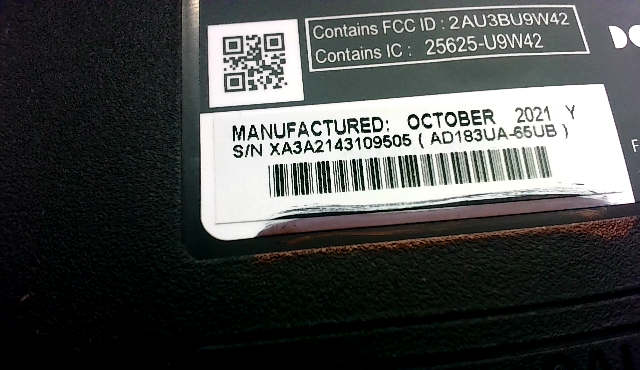 Contains FCC ID : 2AU3BU9W42
Contains IC : 25625-U9W42
MANUFACTURED: OCTOBER 2021 Y
S/N XA3A2143109505 ( AD183UA-65UB )